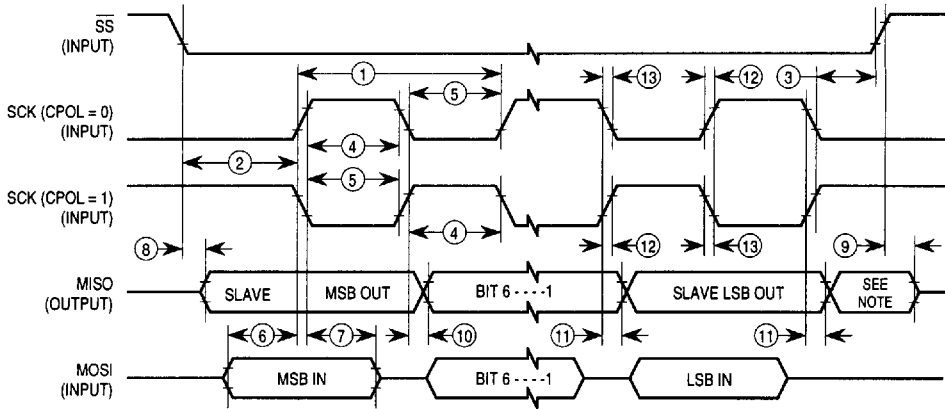 SS
(INPUT)
① ⑬ ⑫ ③
⑤
SCK (CPOL = 0)
(INPUT)
④
②
⑤
SCK (CPOL = 1)
(INPUT)
④ ⑫ ⑬
⑧ ⑨
MISO
(OUTPUT)
SLAVE MSB OUT BIT 6 - - - - 1 SLAVE LSB OUT SEE
NOTE
⑥ ⑦ ⑩ ⑪ ⑪
MOSI
(INPUT)
MSB IN BIT 6 - - - - 1 LSB IN